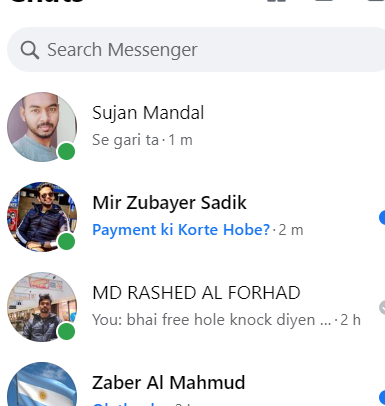 Chats
Search Messenger
Sujan Mandal
Se gari ta · 1 m
Mir Zubayer Sadik
Payment ki Korte Hobe? · 2 m
MD RASHED AL FORHAD
You: bhai free hole knock diyen ... · 2 h
Zaber Al Mahmud